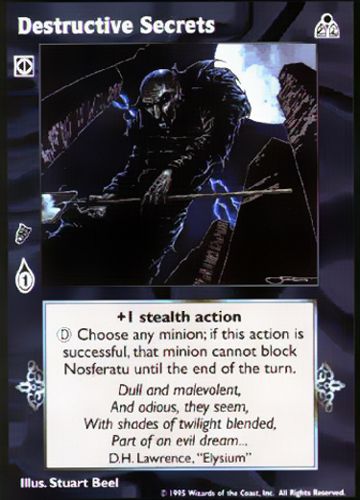 Destructive Secrets
1
+1 stealth action
Ⓓ Choose any minion; if this action is
successful, that minion cannot block
Nosferatu until the end of the turn.
Dull and malevolent,
And odious, they seem,
With shades of twilight blended,
Part of an evil dream...
D.H. Lawrence, "Elysium"
Illus. Stuart Beel
© 1995 Wizards of the Coast, Inc. All Rights Reserved.